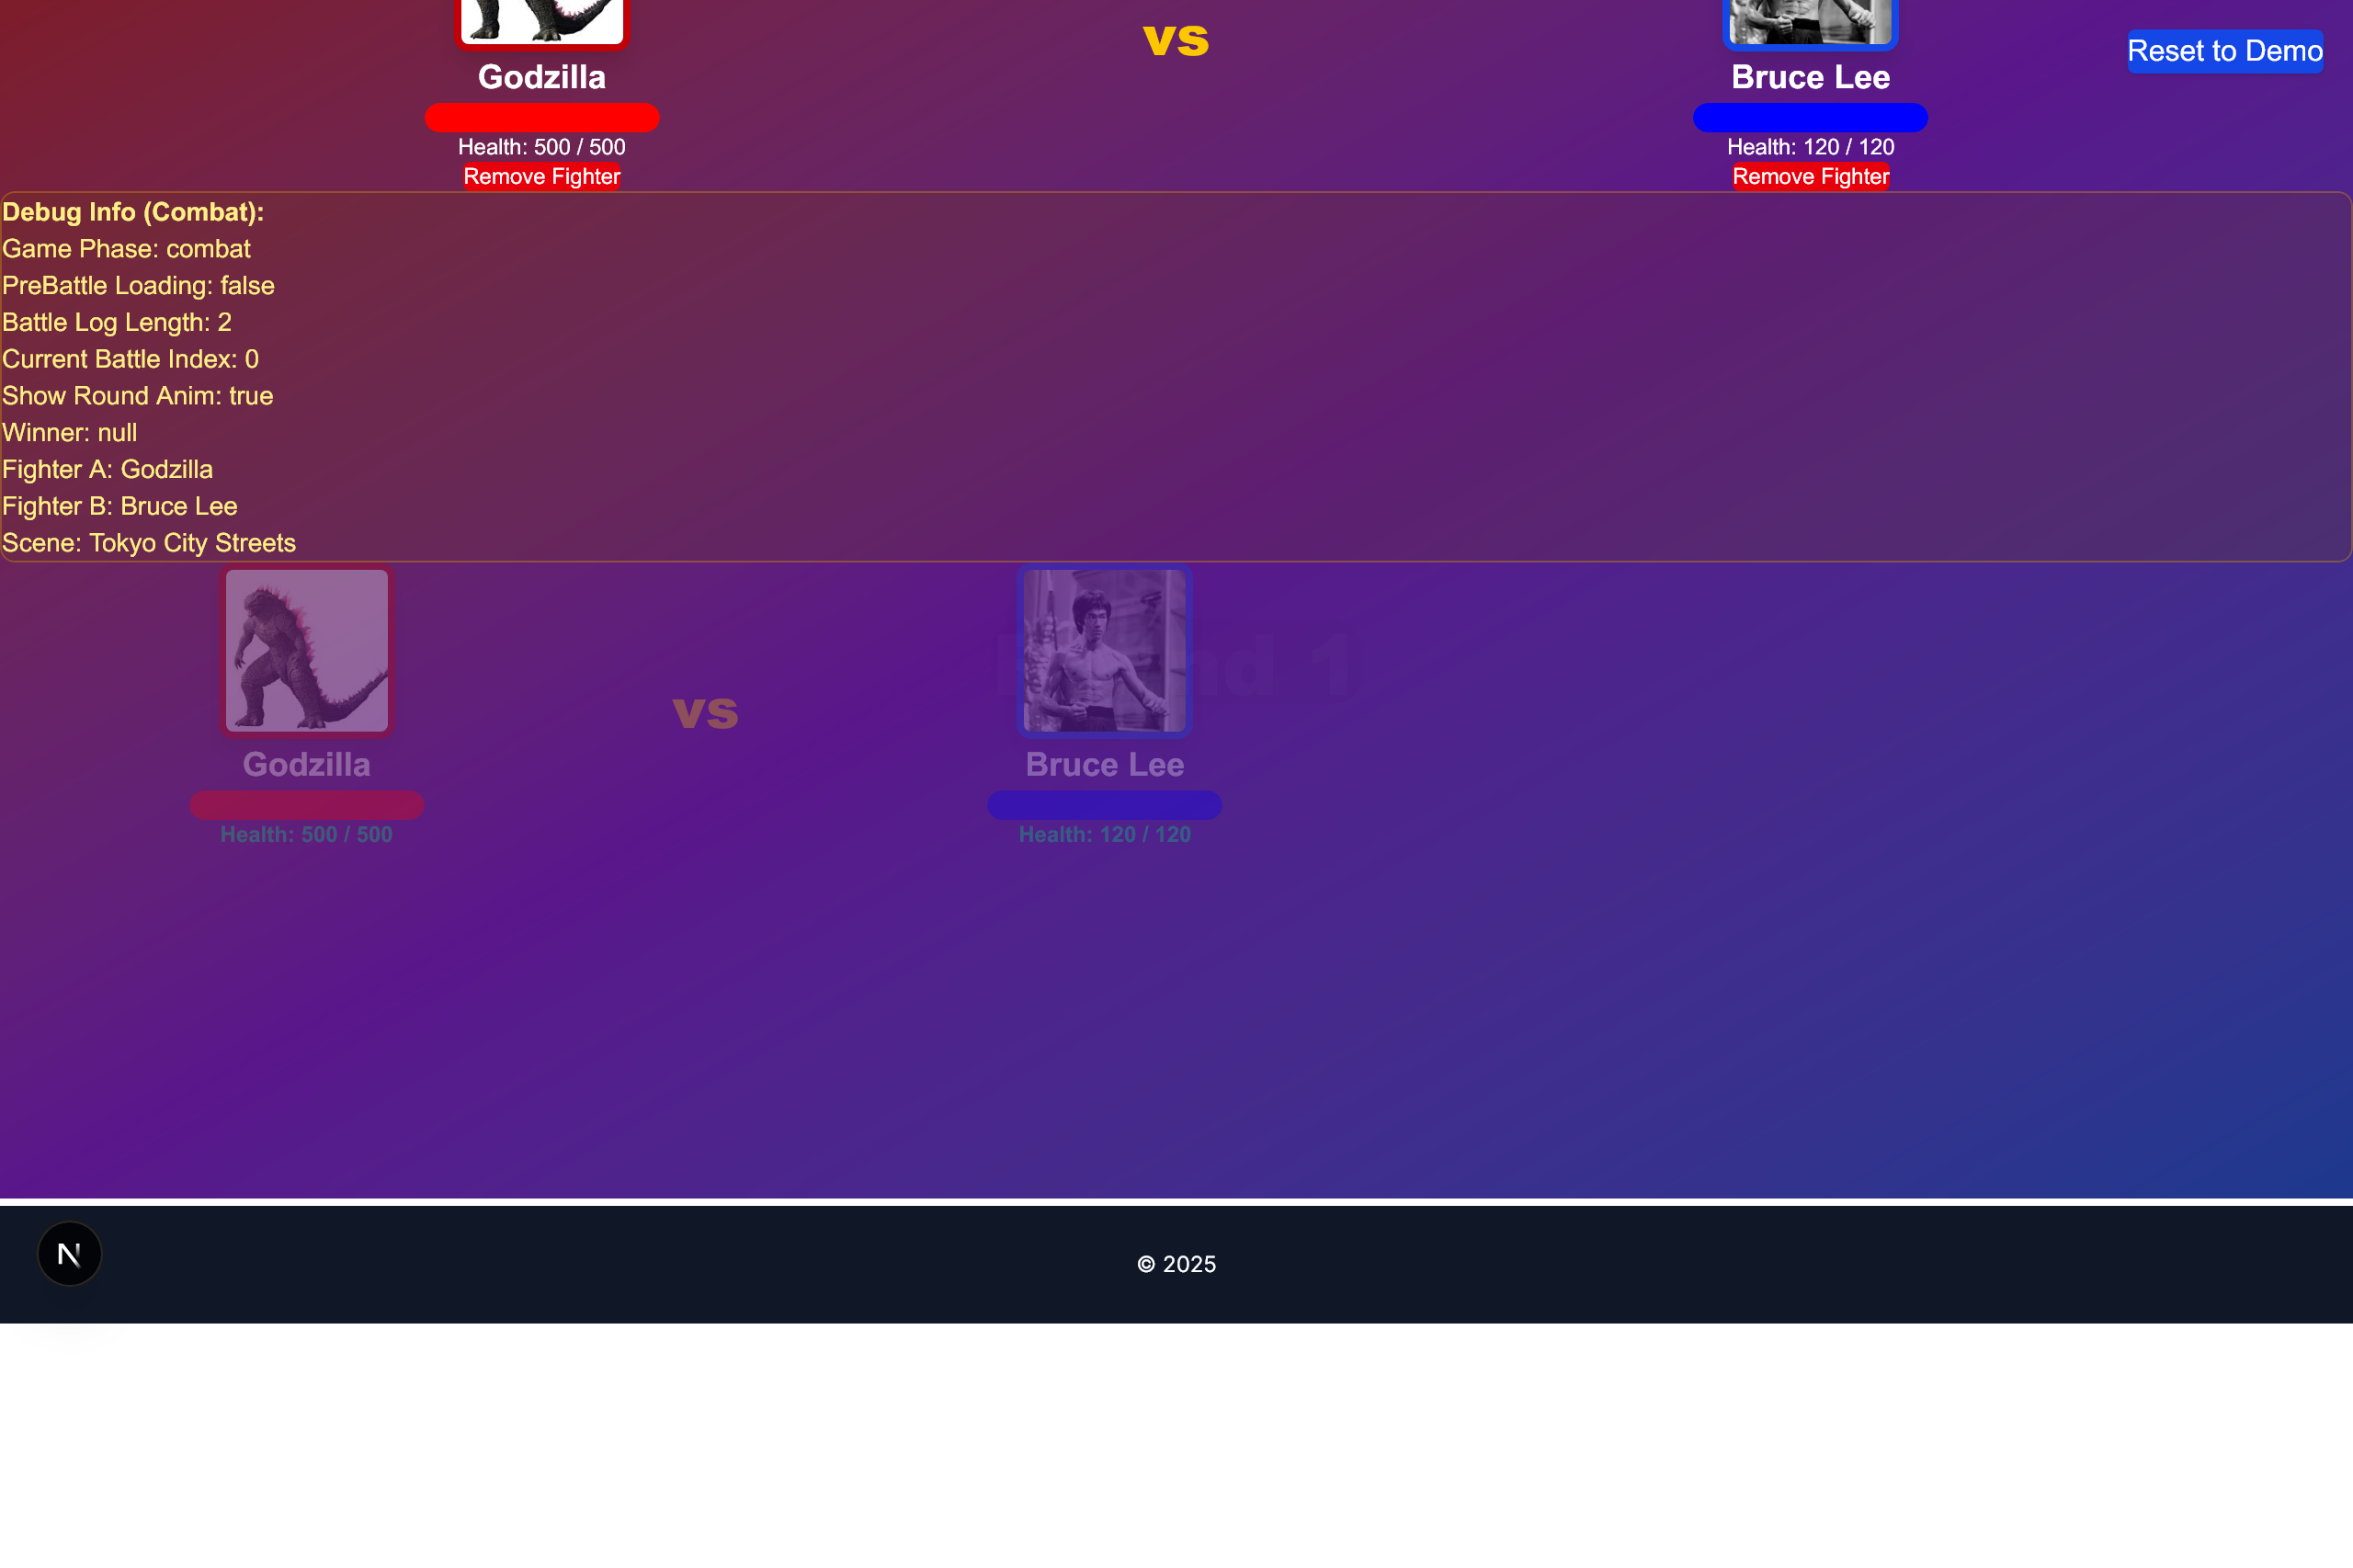 VS
Reset to Demo
Godzilla
Bruce Lee
Health: 500 / 500
Health: 120 / 120
Remove Fighter
Remove Fighter
Debug Info (Combat):
Game Phase: combat
PreBattle Loading: false
Battle Log Length: 2
Current Battle Index: 0
Show Round Anim: true
Winner: null
Fighter A: Godzilla
Fighter B: Bruce Lee
Scene: Tokyo City Streets
nd 1
VS
Godzilla
Bruce Lee
Health: 500 / 500
Health: 120 / 120
N
© 2025